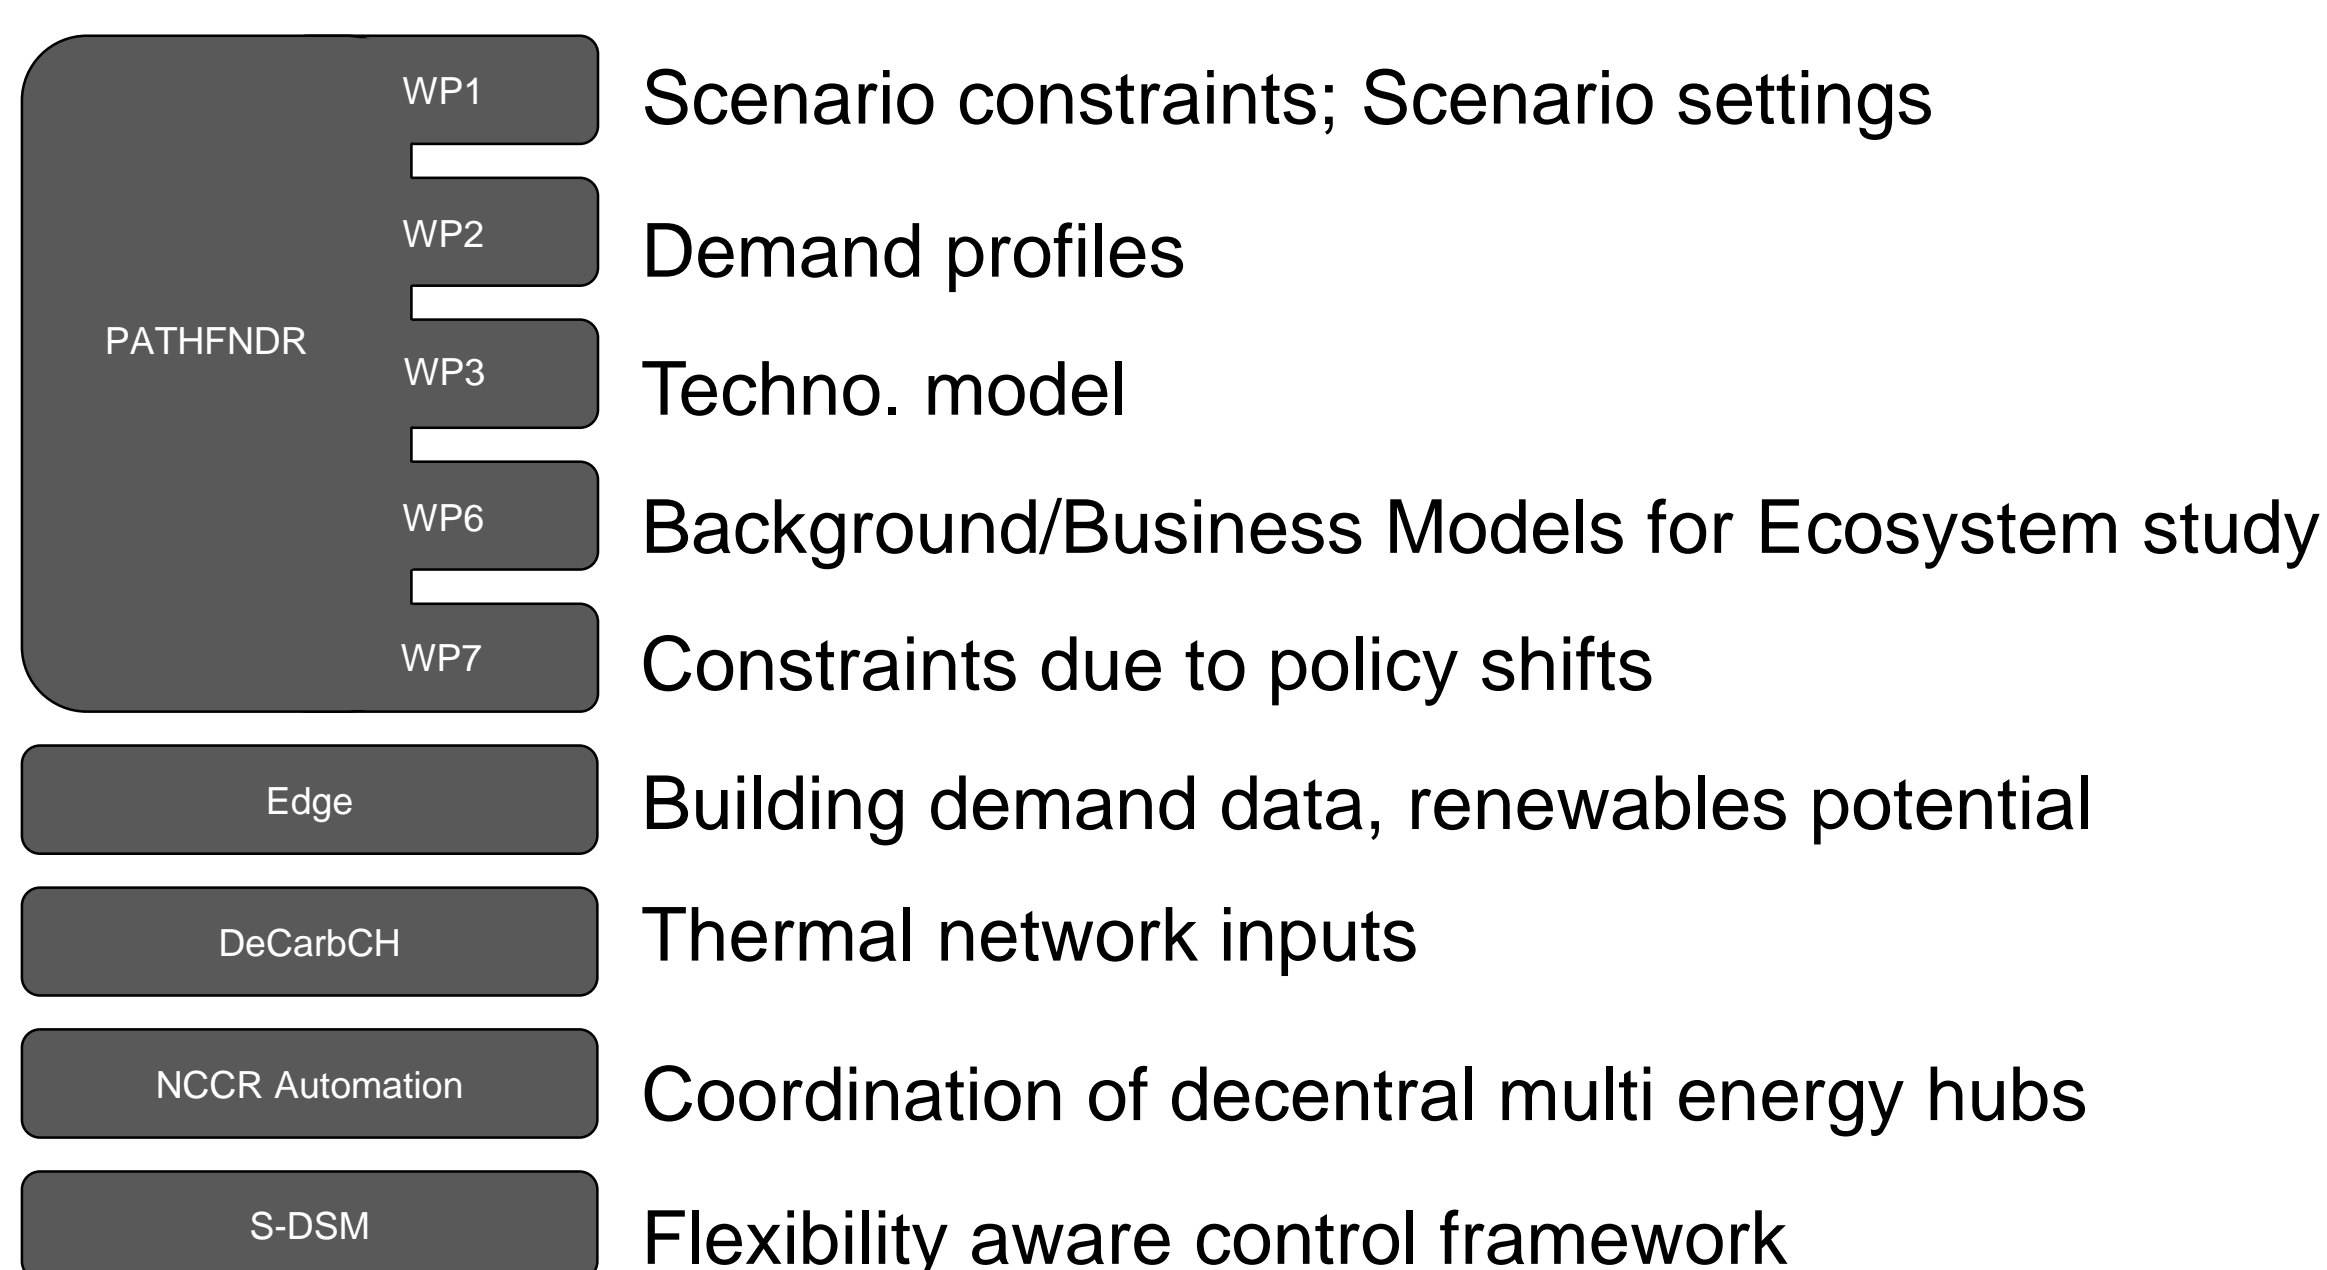 WP1 Scenario constraints; Scenario settings
WP2 Demand profiles
PATHFNDR
WP3 Techno. model
WP6 Background/Business Models for Ecosystem study
WP7 Constraints due to policy shifts
Edge Building demand data, renewables potential
DeCarbCH Thermal network inputs
NCCR Automation Coordination of decentral multi energy hubs
S-DSM Flexibility aware control framework